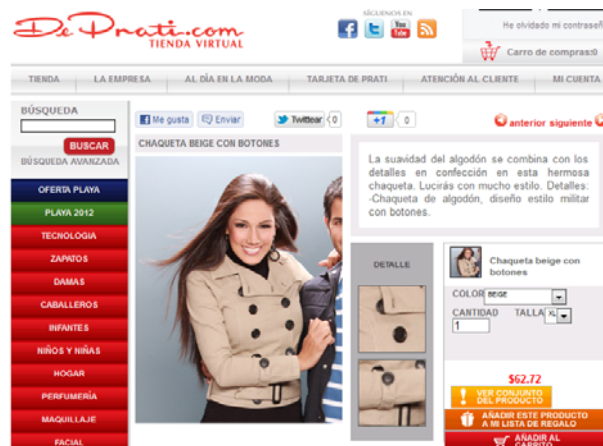 DePrati.com
TIENDA VIRTUAL
SÍGUENOS EN
You Tube
He olvidado mi contraseñ
Carro de compras:0
TIENDA LA EMPRESA AL DÍA EN LA MODA TARJETA DE PRATI ATENCIÓN AL CLIENTE MI CUENTA
BÚSQUEDA
BUSCAR
BÚSQUEDA AVANZADA
OFERTA PLAYA
PLAYA 2012
TECNOLOGIA
ZAPATOS
DAMAS
CABALLEROS
INFANTES
NIÑOS Y NIÑAS
HOGAR
PERFUMERÍA
MAQUILLAJE
FACIAL
Me gusta Enviar Twittear 0 +1 0
anterior siguiente
CHAQUETA BEIGE CON BOTONES
La suavidad del algodón se combina con los
detalles en confección en esta hermosa
chaqueta. Lucirás con mucho estilo. Detalles:
-Chaqueta de algodón, diseño estilo militar
con botones.
DETALLE
Chaqueta beige con
botones
COLOR BEIGE
CANTIDAD TALLA XL
1
$62.72
VER CONJUNTO
DEL PRODUCTO
AÑADIR ESTE PRODUCTO
A MI LISTA DE REGALO
AÑADIR AL
CARRITO